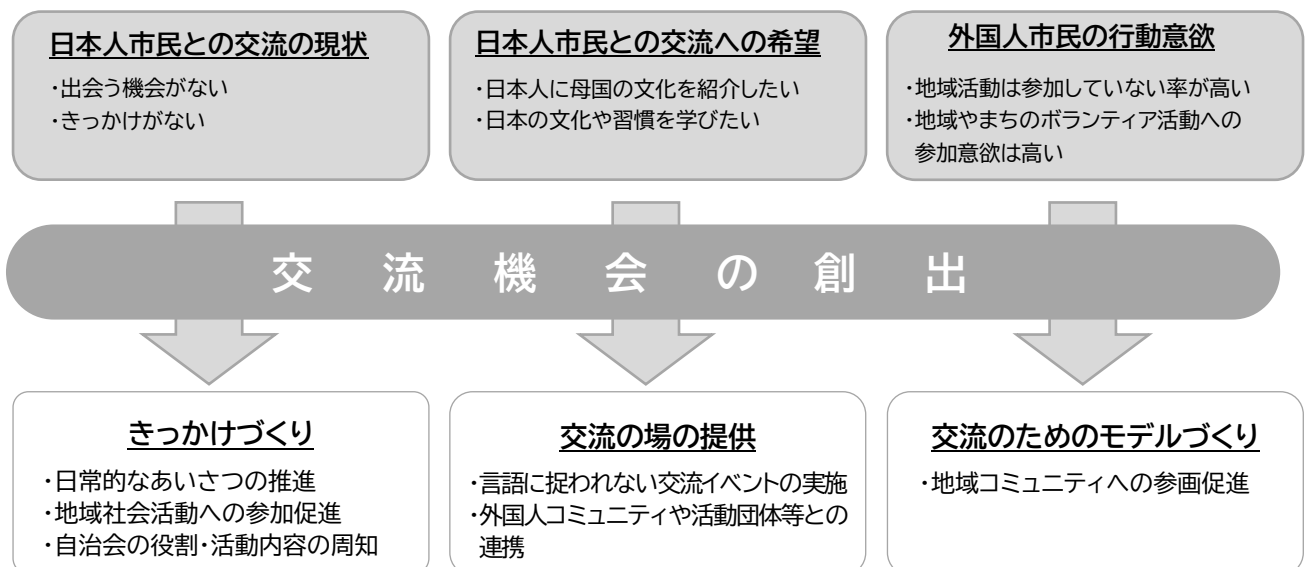 日本人市民との交流の現状
・出会う機会がない
・きっかけがない
日本人市民との交流への希望
・日本人に母国の文化を紹介したい
・日本の文化や習慣を学びたい
外国人市民の行動意欲
・地域活動は参加していない率が高い
・地域やまちのボランティア活動への
参加意欲は高い
交流機会の創出
きっかけづくり
・日常的なあいさつの推進
・地域社会活動への参加促進
・自治会の役割・活動内容の周知
交流の場の提供
・言語に捉われない交流イベントの実施
・外国人コミュニティや活動団体等との
連携
交流のためのモデルづくり
・地域コミュニティへの参画促進